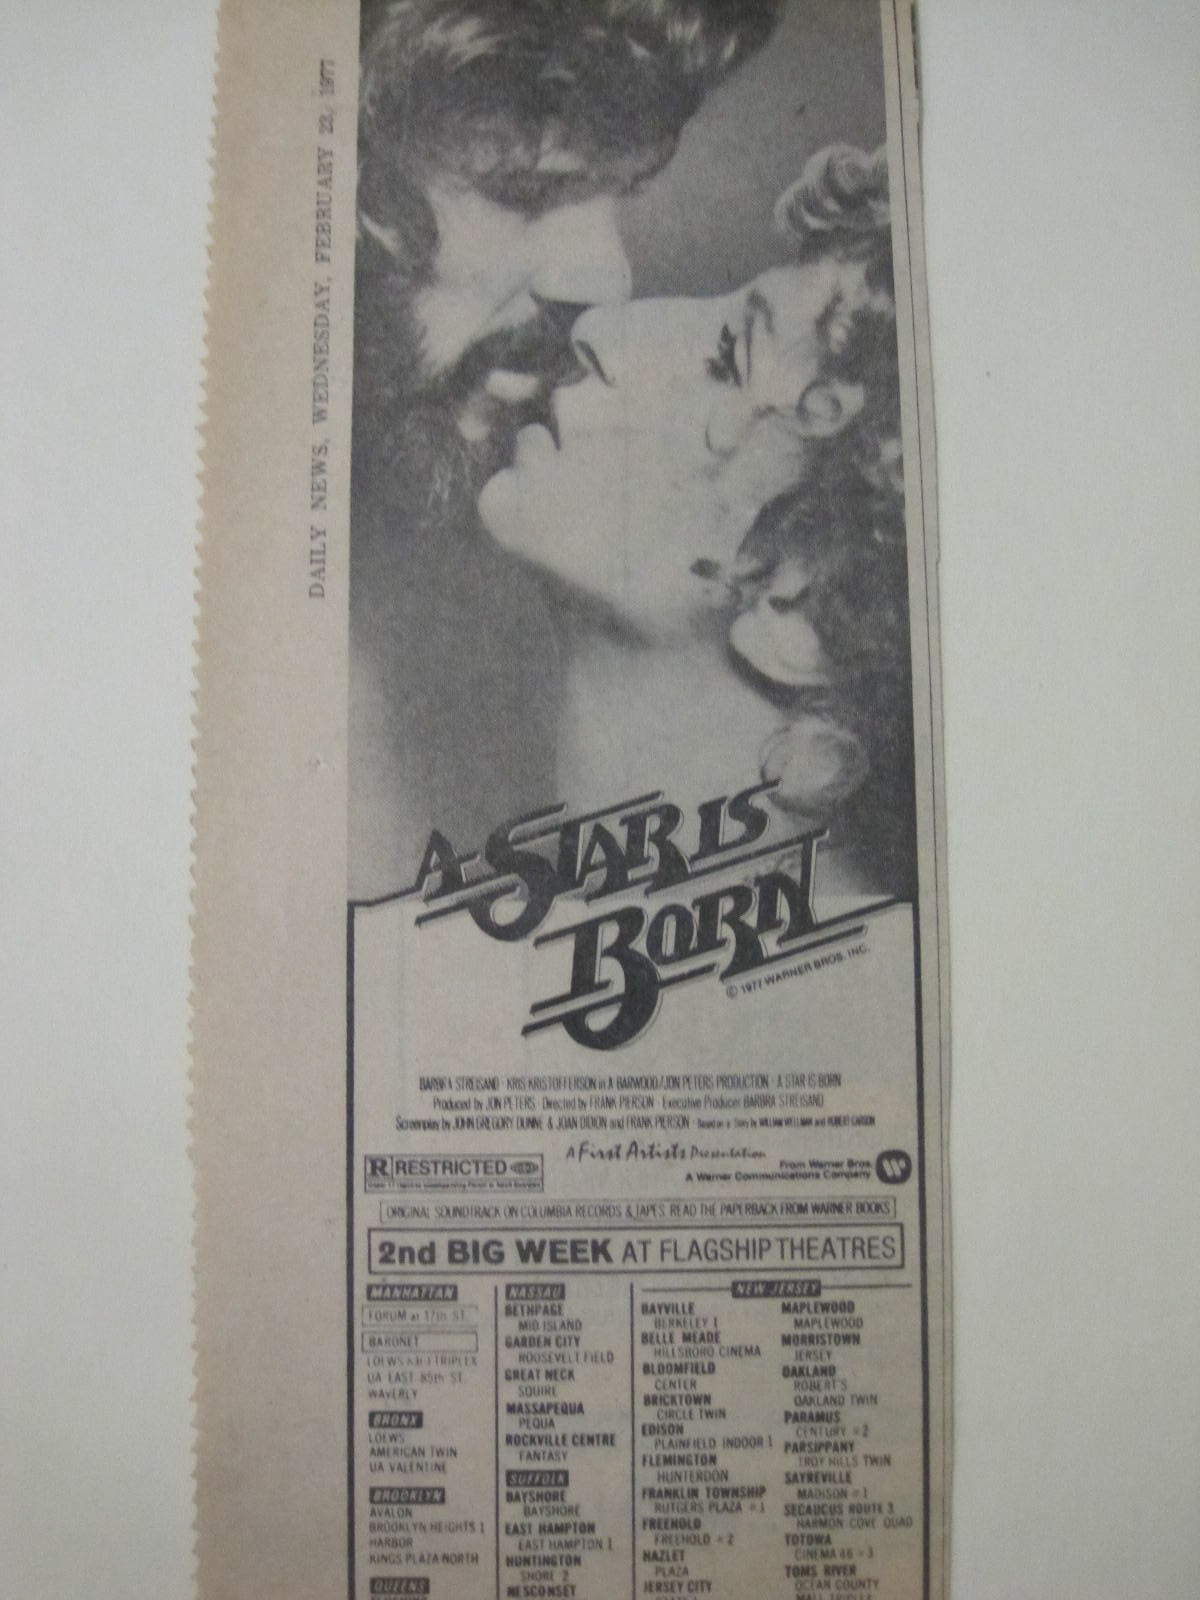 DAILY NEWS, WEDNESDAY, FEBRUARY 23, 1977
A STAR IS
BORN
© 1977 WARNER BROS. INC.
BARBRA STREISAND · KRIS KRISTOFFERSON in A BARWOOD/JON PETERS PRODUCTION · A STAR IS BORN
Produced by JON PETERS · Directed by FRANK PIERSON · Executive Producer BARBRA STREISAND
Screenplay by JOHN GREGORY DUNNE & JOAN DIDION and FRANK PIERSON · Based on a Story by WILLIAM WELLMAN and ROBERT CARSON
A First Artists Presentation
R RESTRICTED
From Warner Bros.
A Warner Communications Company
ORIGINAL SOUNDTRACK ON COLUMBIA RECORDS & TAPES. READ THE PAPERBACK FROM WARNER BOOKS
2nd BIG WEEK AT FLAGSHIP THEATRES
MANHATTAN
FORUM at 47th ST.
BARONET
UA EAST 85th ST.
WAVERLY
BRONX
LOEWS
AMERICAN TWIN
UA VALENTINE
BROOKLYN
AVALON
BROOKLYN HEIGHTS 1
HARBOR
KINGS PLAZA NORTH
QUEENS
NASSAU
BETHPAGE
MID ISLAND
GARDEN CITY
ROOSEVELT FIELD
GREAT NECK
SQUIRE
MASSAPEQUA
PEQUA
ROCKVILLE CENTRE
FANTASY
SUFFOLK
BAYSHORE
BAYSHORE
EAST HAMPTON
EAST HAMPTON 1
HUNTINGTON
SHORE 2
NESCONSET
NEW JERSEY
BAYVILLE
BERKELEY 1
BELLE MEADE
HILLSBORO CINEMA
BLOOMFIELD
CENTER
BRICKTOWN
CIRCLE TWIN
EDISON
PLAINFIELD INDOOR 1
FLEMINGTON
HUNTERDON
FRANKLIN TOWNSHIP
RUTGERS PLAZA #1
FREEHOLD
FREEHOLD #2
HAZLET
PLAZA
JERSEY CITY
MAPLEWOOD
MAPLEWOOD
MORRISTOWN
JERSEY
OAKLAND
ROBERT'S
OAKLAND TWIN
PARAMUS
CENTURY #2
PARSIPPANY
TROY HILLS TWIN
SAYREVILLE
MADISON #1
SECAUCUS ROUTE 3
HARMON COVE QUAD
TOTOWA
CINEMA 46 #3
TOMS RIVER
OCEAN COUNTY